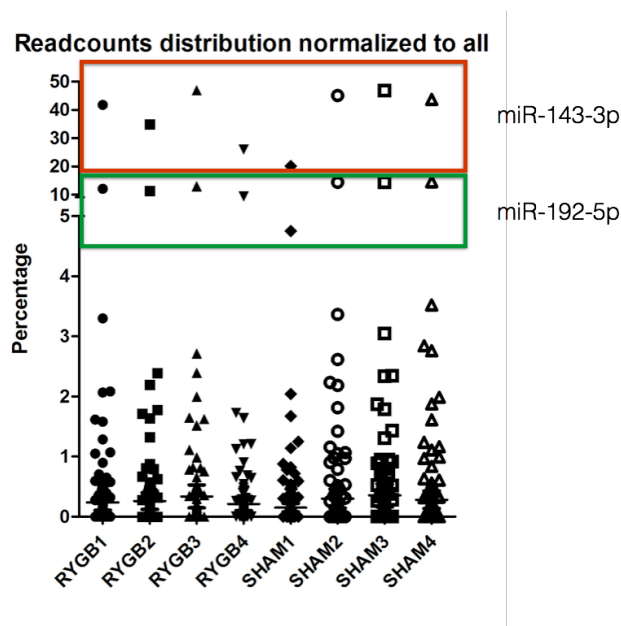 Readcounts distribution normalized to all
50
40
30
20
10
5
4
3
2
1
0
Percentage
miR-143-3p
miR-192-5p
RYGB1
RYGB2
RYGB3
RYGB4
SHAM1
SHAM2
SHAM3
SHAM4